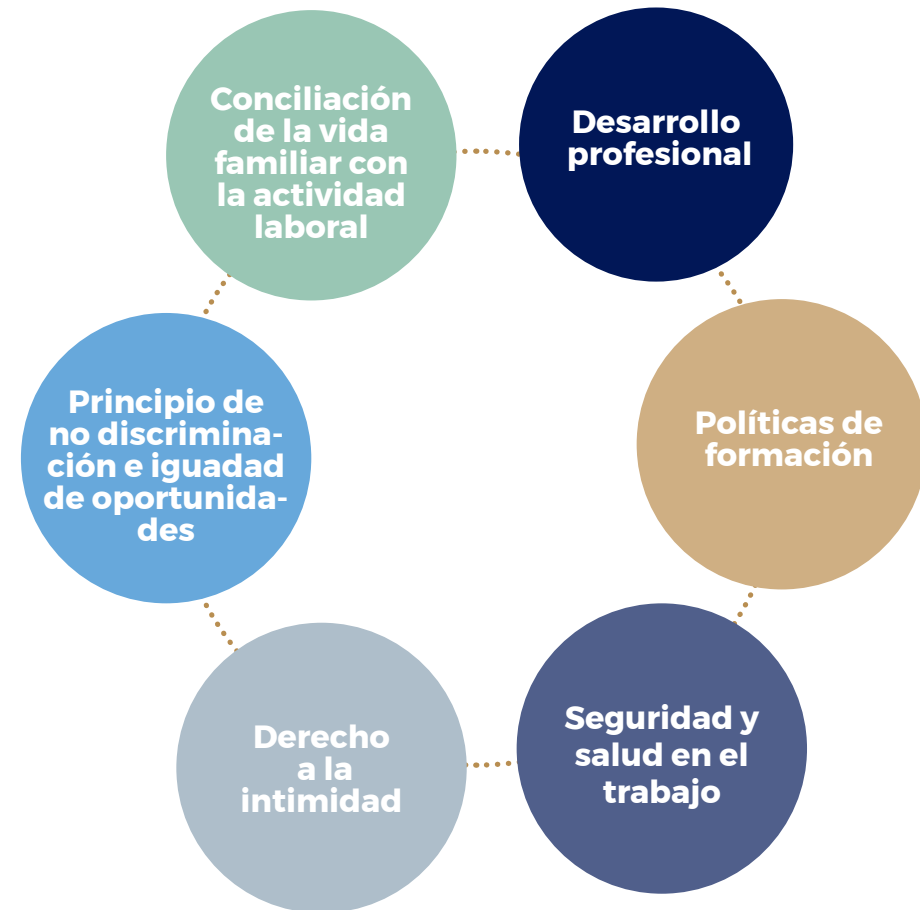 Conciliación
de la vida
familiar con
la actividad
laboral
Desarrollo
profesional
Políticas de
formación
Seguridad y
salud en el
trabajo
Derecho
a la
intimidad
Principio de
no discrimina-
ción e iguadad
de oportunida-
des